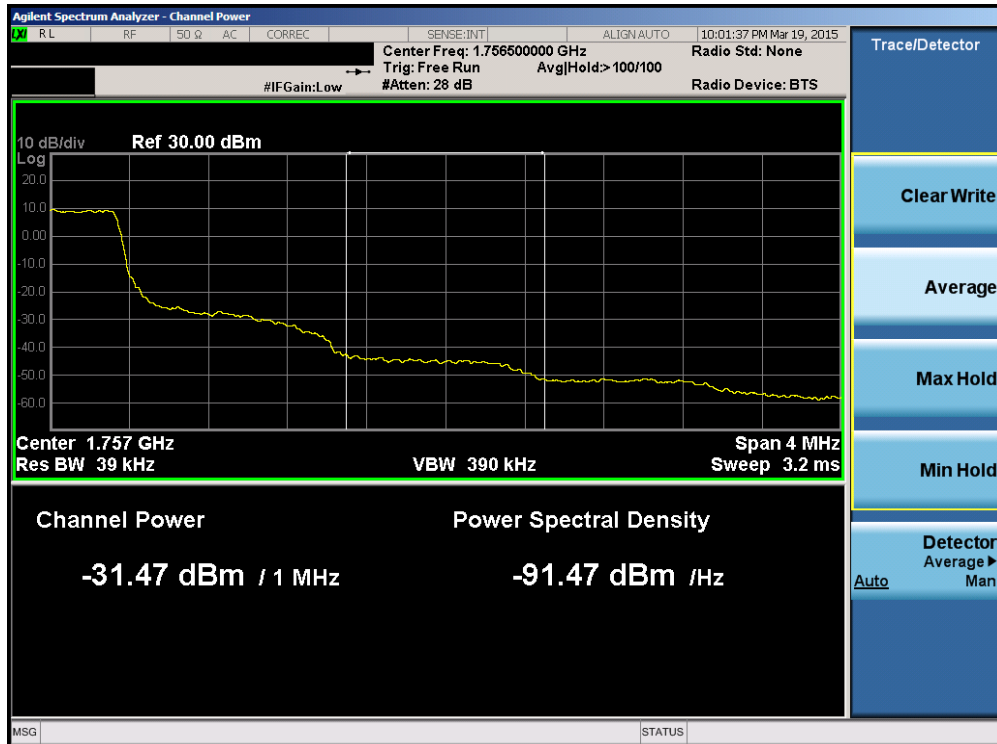 Agilent Spectrum Analyzer - Channel Power
LXI RL RF 50 Ω AC CORREC SENSE:INT ALIGN AUTO 10:01:37 PM Mar 19, 2015
Center Freq: 1.756500000 GHz Radio Std: None
Trig: Free Run Avg|Hold:> 100/100
#IFGain:Low #Atten: 28 dB Radio Device: BTS
10 dB/div Ref 30.00 dBm
Log
20.0
10.0
0.00
-10.0
-20.0
-30.0
-40.0
-50.0
-60.0
Center 1.757 GHz Span 4 MHz
Res BW 39 kHz VBW 390 kHz Sweep 3.2 ms
Channel Power Power Spectral Density
-31.47 dBm / 1 MHz -91.47 dBm /Hz
MSG STATUS
Trace/Detector
Clear Write
Average
Max Hold
Min Hold
Detector
Average▶
Auto Man